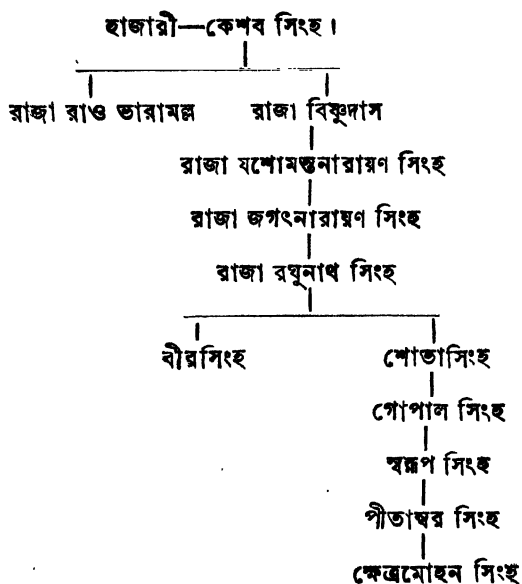 হাজারী—কেশব সিংহ।
রাজা রাও ভারামল্ল রাজা বিষ্ণুদাস
রাজা যশোমন্তনারায়ণ সিংহ
রাজা জগৎনারায়ণ সিংহ
রাজা রঘুনাথ সিংহ
বীরসিংহ শোভাসিংহ
গোপাল সিংহ
স্বরূপ সিংহ
পীতাম্বর সিংহ
ক্ষেত্রমোহন সিংহ